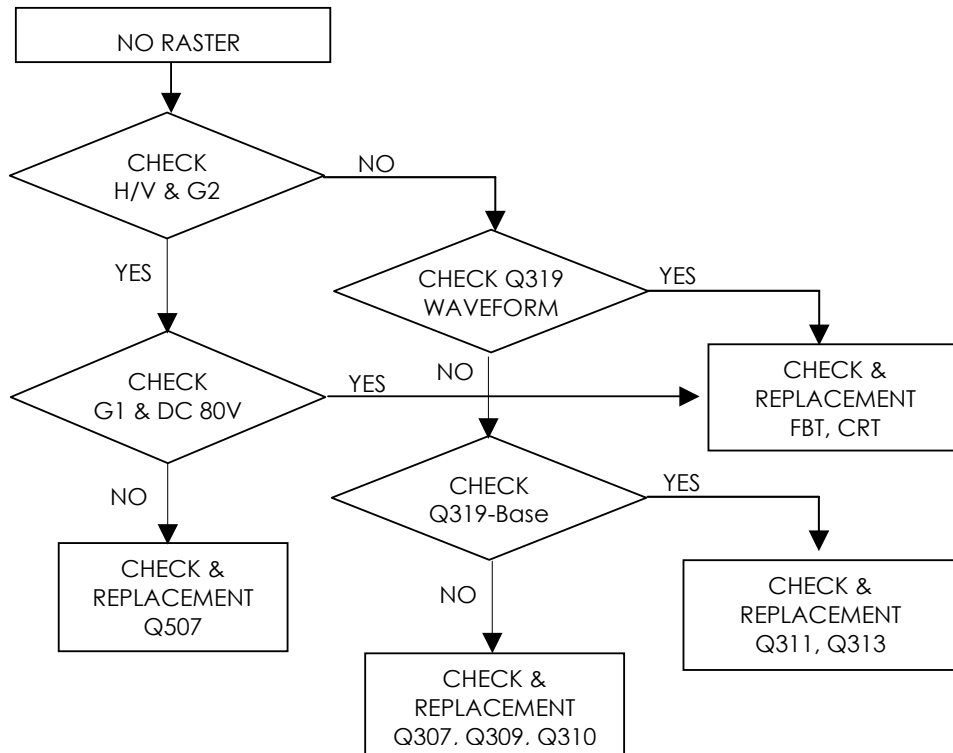 NO RASTER
CHECK
H/V & G2
NO
YES
CHECK Q319
WAVEFORM
YES
CHECK
G1 & DC 80V
YES
NO
CHECK &
REPLACEMENT
FBT, CRT
NO
CHECK
Q319-Base
YES
CHECK &
REPLACEMENT
Q507
NO
CHECK &
REPLACEMENT
Q311, Q313
CHECK &
REPLACEMENT
Q307, Q309, Q310